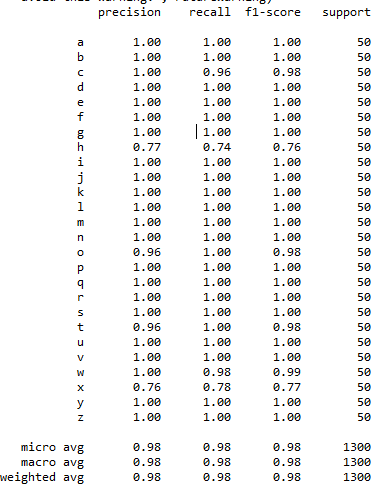 avoid this warning. y FutureWarning)
precision recall f1-score support
a 1.00 1.00 1.00 50
b 1.00 1.00 1.00 50
c 1.00 0.96 0.98 50
d 1.00 1.00 1.00 50
e 1.00 1.00 1.00 50
f 1.00 1.00 1.00 50
g 1.00 1.00 1.00 50
h 0.77 0.74 0.76 50
i 1.00 1.00 1.00 50
j 1.00 1.00 1.00 50
k 1.00 1.00 1.00 50
l 1.00 1.00 1.00 50
m 1.00 1.00 1.00 50
n 1.00 1.00 1.00 50
o 0.96 1.00 0.98 50
p 1.00 1.00 1.00 50
q 1.00 1.00 1.00 50
r 1.00 1.00 1.00 50
s 1.00 1.00 1.00 50
t 0.96 1.00 0.98 50
u 1.00 1.00 1.00 50
v 1.00 1.00 1.00 50
w 1.00 0.98 0.99 50
x 0.76 0.78 0.77 50
y 1.00 1.00 1.00 50
z 1.00 1.00 1.00 50
micro avg 0.98 0.98 0.98 1300
macro avg 0.98 0.98 0.98 1300
weighted avg 0.98 0.98 0.98 1300